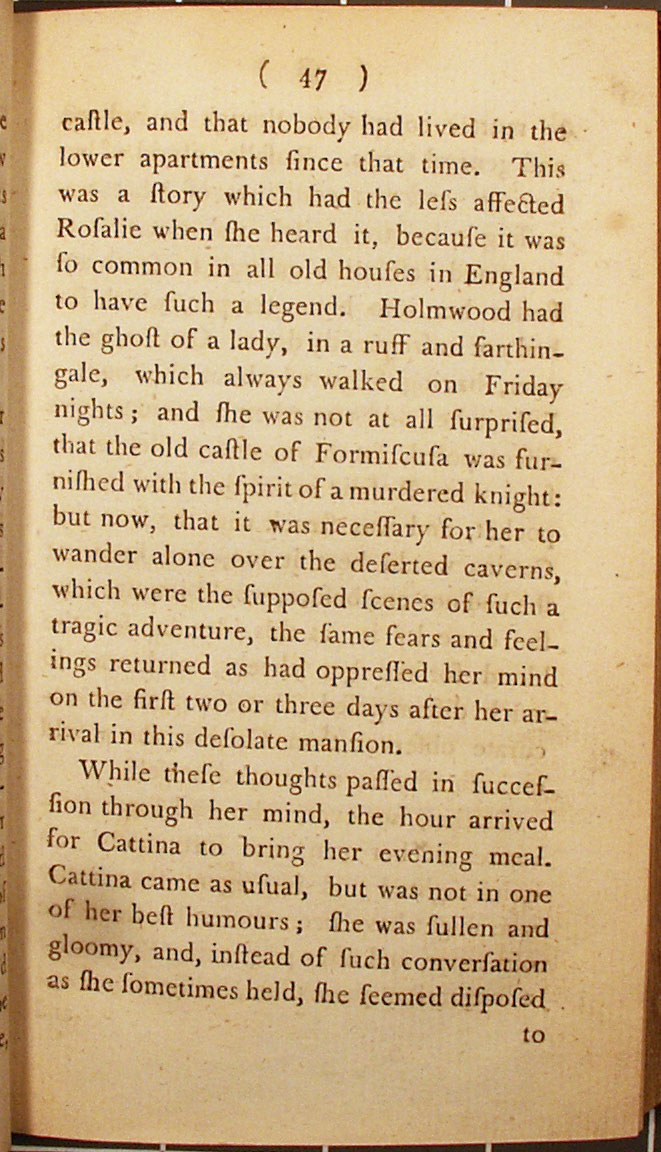 ( 47 )
caſtle, and that nobody had lived in the
lower apartments ſince that time. This
was a ſtory which had the leſs affected
Roſalie when ſhe heard it, becauſe it was
ſo common in all old houſes in England
to have ſuch a legend. Holmwood had
the ghoſt of a lady, in a ruff and farthin-
gale, which always walked on Friday
nights; and ſhe was not at all ſurpriſed,
that the old caſtle of Formiſcuſa was fur-
niſhed with the ſpirit of a murdered knight:
but now, that it was neceſſary for her to
wander alone over the deſerted caverns,
which were the ſuppoſed ſcenes of ſuch a
tragic adventure, the ſame fears and feel-
ings returned as had oppreſſed her mind
on the firſt two or three days after her ar-
rival in this deſolate manſion.
While theſe thoughts paſſed in ſucceſ-
ſion through her mind, the hour arrived
for Cattina to bring her evening meal.
Cattina came as uſual, but was not in one
of her beſt humours; ſhe was ſullen and
gloomy, and, inſtead of ſuch converſation
as ſhe ſometimes held, ſhe ſeemed diſpoſed
to